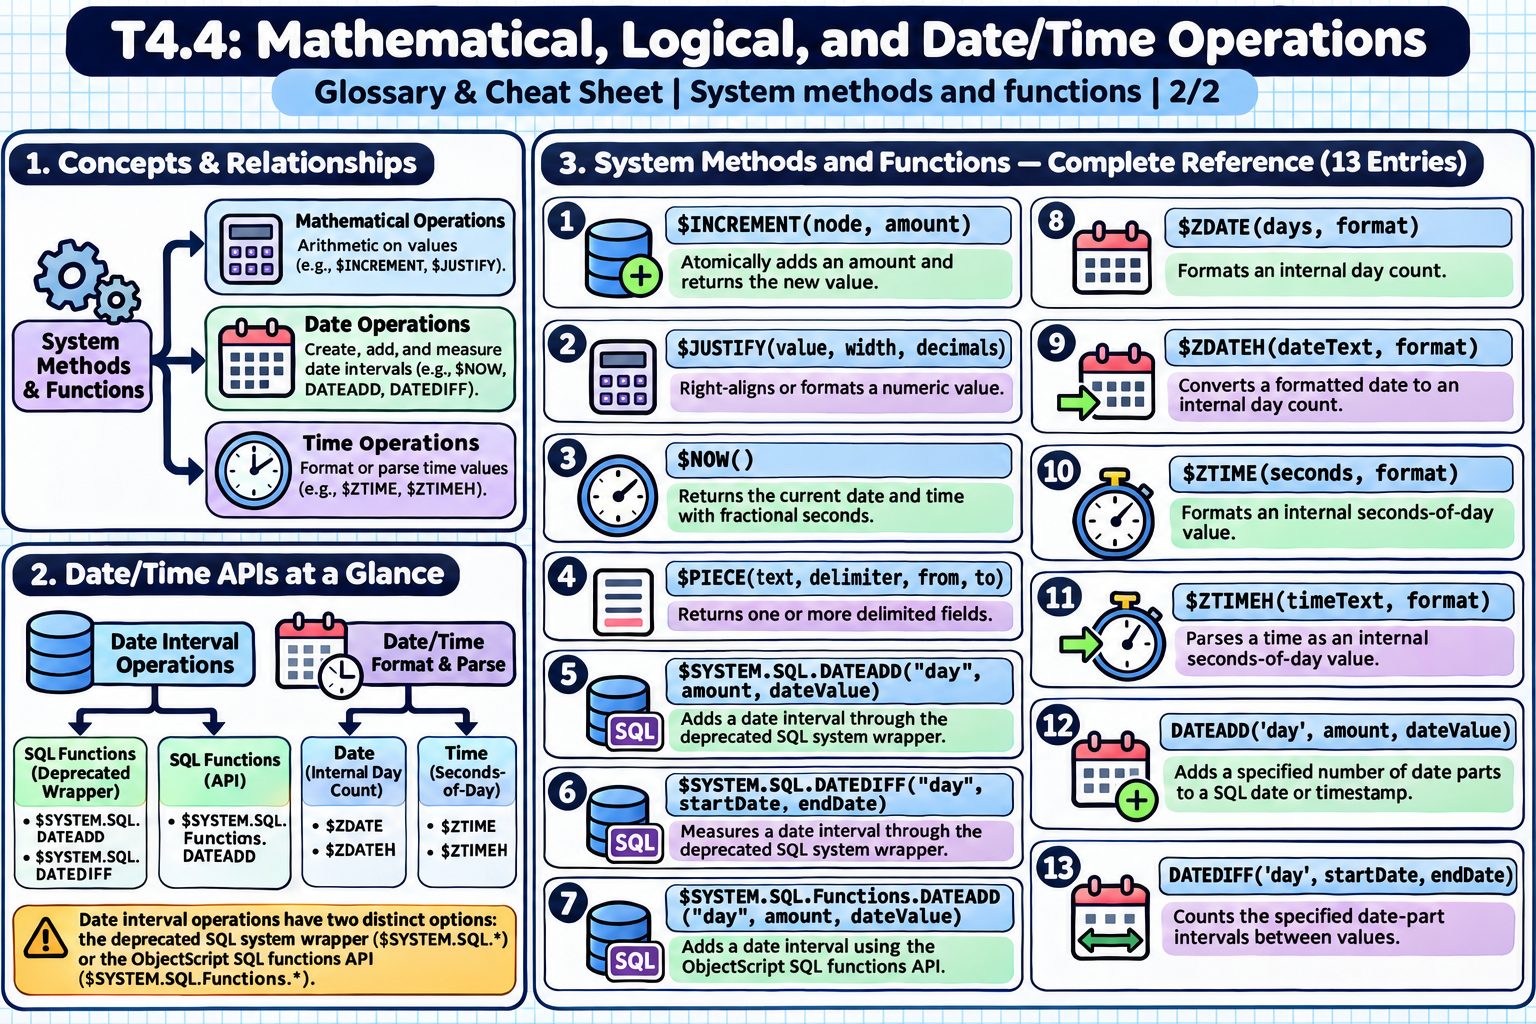 T4.4: Mathematical, Logical, and Date/Time Operations
Glossary & Cheat Sheet | System methods and functions | 2/2
1. Concepts & Relationships
System
Methods
& Functions
Mathematical Operations
Arithmetic on values
(e.g., $INCREMENT, $JUSTIFY).
Date Operations
Create, add, and measure
date intervals (e.g., $NOW,
DATEADD, DATEDIFF).
Time Operations
Format or parse time values
(e.g., $ZTIME, $ZTIMEH).
2. Date/Time APIs at a Glance
Date Interval
Operations
Date/Time
Format & Parse
SQL Functions
(Deprecated
Wrapper)
• $SYSTEM.SQL.
DATEADD
• $SYSTEM.SQL.
DATEDIFF
SQL Functions
(API)
• $SYSTEM.SQL.
Functions.
DATEADD
Date
(Internal Day
Count)
• $ZDATE
• $ZDATEH
Time
(Seconds-
of-Day)
• $ZTIME
• $ZTIMEH
Date interval operations have two distinct options:
the deprecated SQL system wrapper ($SYSTEM.SQL.*)
or the ObjectScript SQL functions API
($SYSTEM.SQL.Functions.*).
3. System Methods and Functions — Complete Reference (13 Entries)
1
$INCREMENT(node, amount)
Atomically adds an amount and
returns the new value.
2
$JUSTIFY(value, width, decimals)
Right-aligns or formats a numeric value.
3
$NOW()
Returns the current date and time
with fractional seconds.
4
$PIECE(text, delimiter, from, to)
Returns one or more delimited fields.
5
SQL
$SYSTEM.SQL.DATEADD("day",
amount, dateValue)
Adds a date interval through the
deprecated SQL system wrapper.
6
SQL
$SYSTEM.SQL.DATEDIFF("day",
startDate, endDate)
Measures a date interval through the
deprecated SQL system wrapper.
7
SQL
$SYSTEM.SQL.Functions.DATEADD
("day", amount, dateValue)
Adds a date interval using the
ObjectScript SQL functions API.
8
$ZDATE(days, format)
Formats an internal day count.
9
$ZDATEH(dateText, format)
Converts a formatted date to an
internal day count.
10
$ZTIME(seconds, format)
Formats an internal seconds-of-day
value.
11
$ZTIMEH(timeText, format)
Parses a time as an internal
seconds-of-day value.
12
DATEADD('day', amount, dateValue)
Adds a specified number of date parts
to a SQL date or timestamp.
13
DATEDIFF('day', startDate, endDate)
Counts the specified date-part
intervals between values.